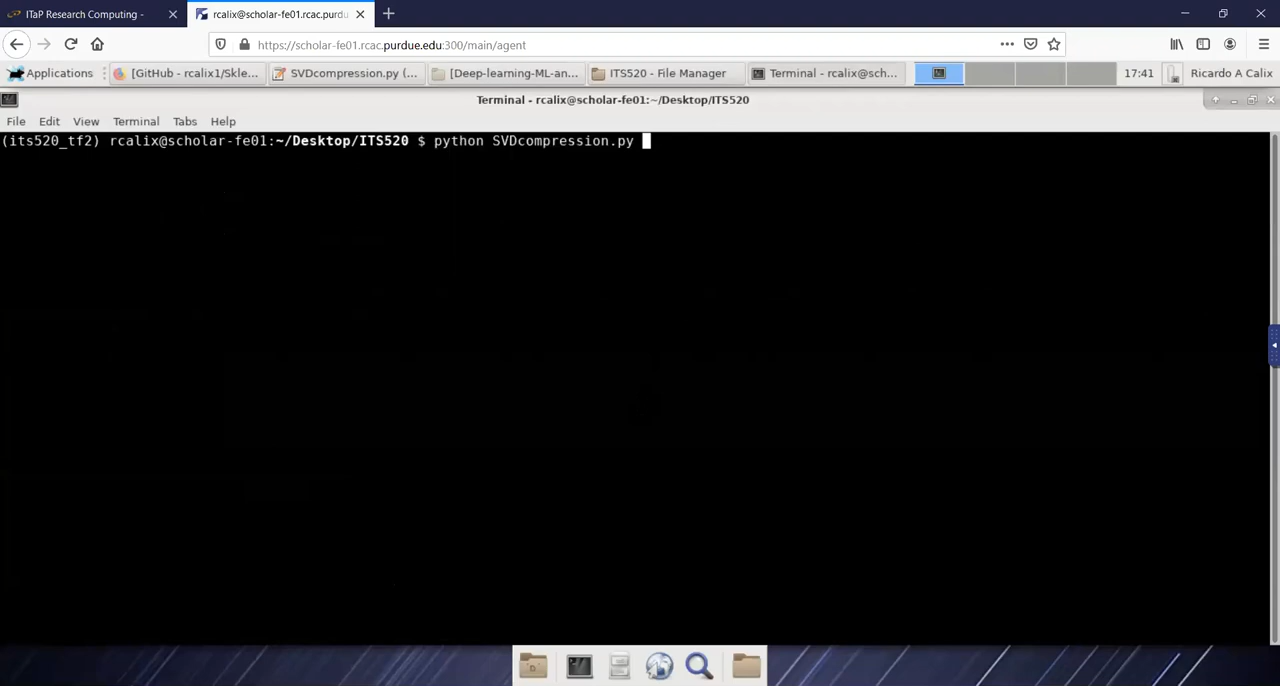 ITaP Research Computing -
rcalix@scholar-fe01.rcac.purdu
https://scholar-fe01.rcac.purdue.edu:300/main/agent
Applications
[GitHub - rcalix1/Skle...
SVDcompression.py (...
[Deep-learning-ML-an...
ITS520 - File Manager
Terminal - rcalix@sch...
17:41
Ricardo A Calix
Terminal - rcalix@scholar-fe01:~/Desktop/ITS520
File Edit View Terminal Tabs Help
(its520_tf2) rcalix@scholar-fe01:~/Desktop/ITS520 $ python SVDcompression.py